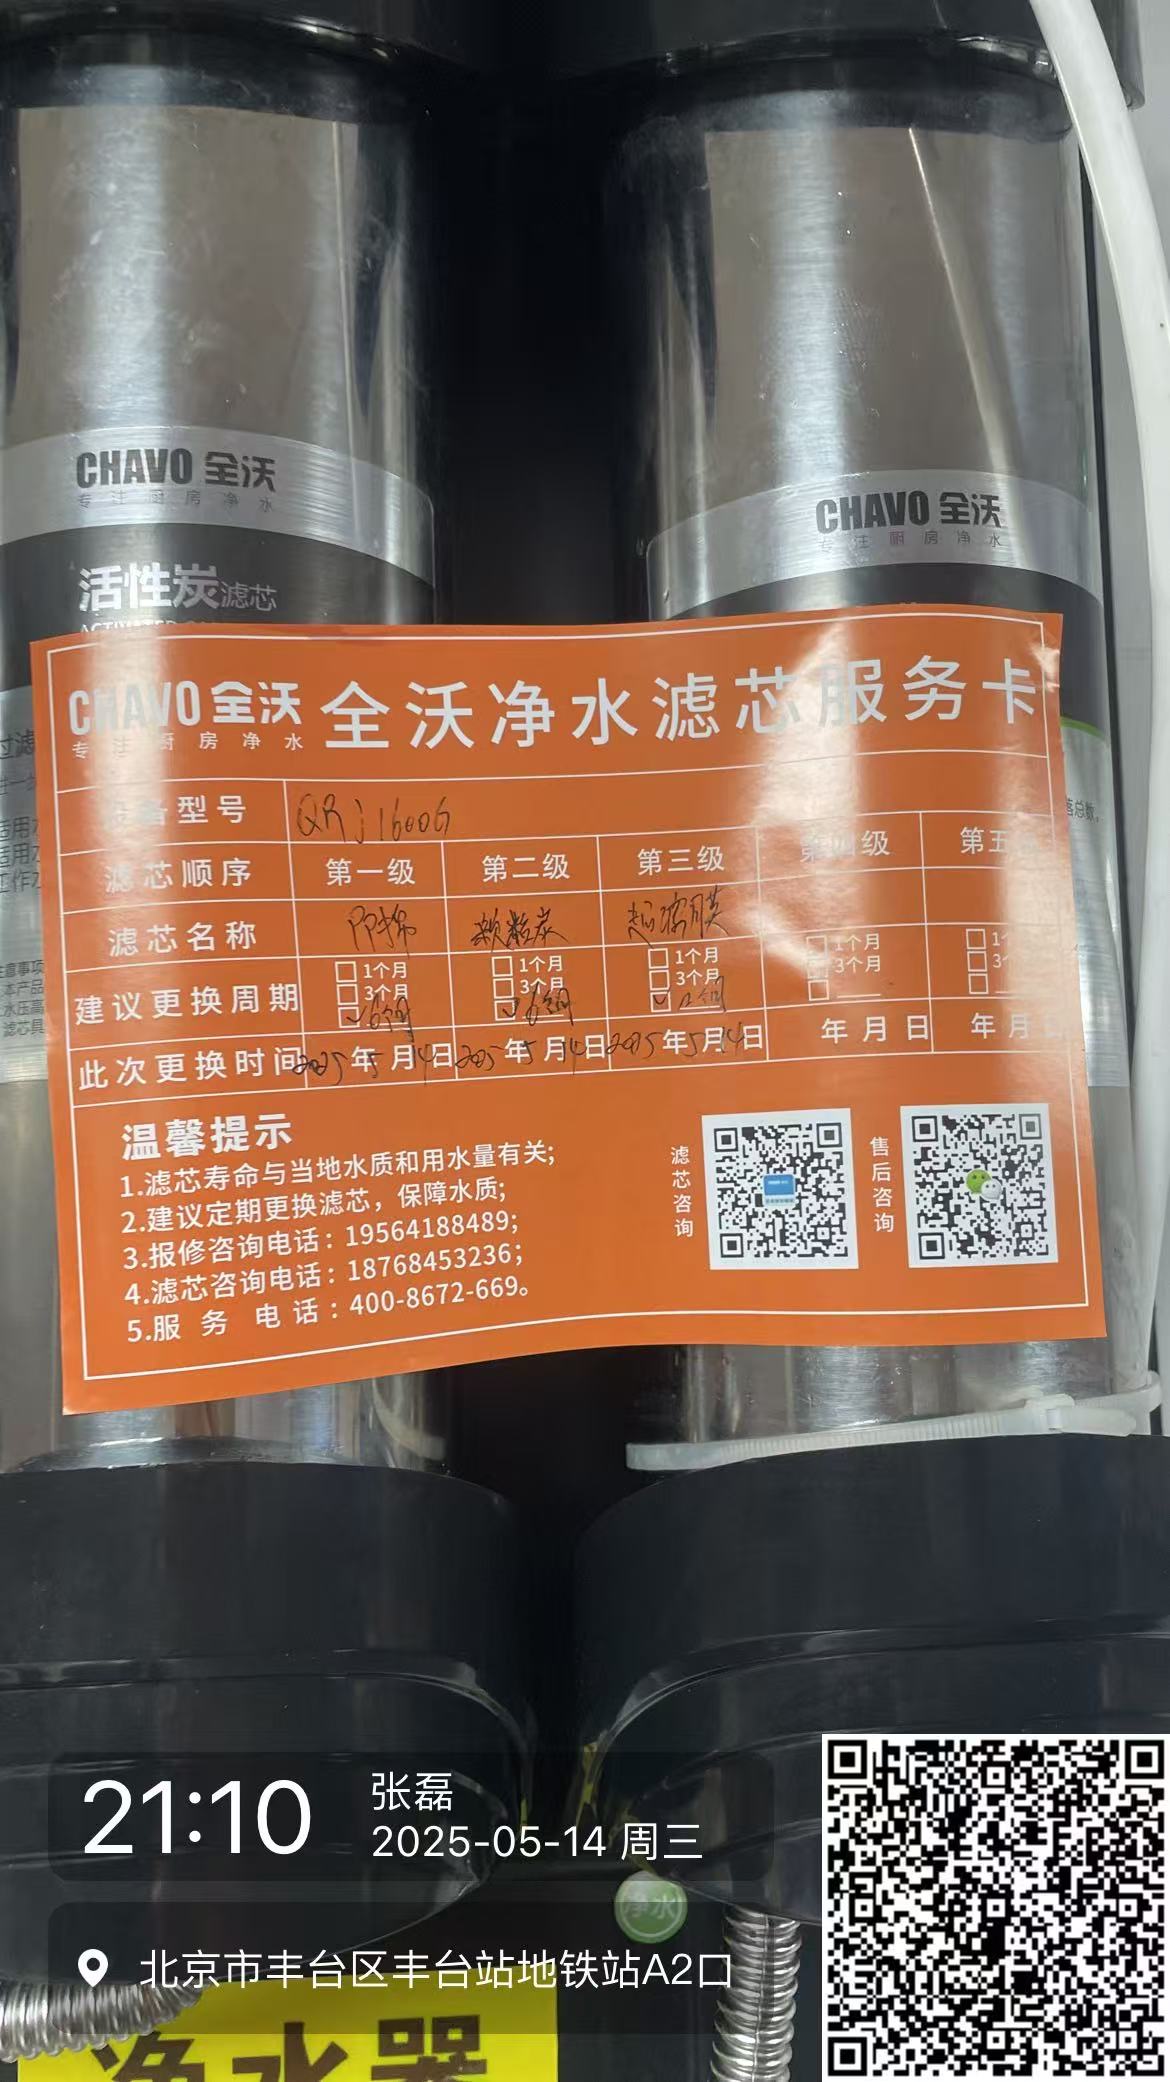 CHAVO 全沃
专注厨房净水
活性炭滤芯
CHAVO 全沃
专注厨房净水
CHAVO 全沃
专注厨房净水
全沃净水滤芯服务卡
设备型号
滤芯顺序 第一级 第二级 第三级 第四级 第五
滤芯名称 PP棉 颗粒炭 超滤膜
建议更换周期 1个月 1个月 1个月 1个月 1
3个月 3个月 3个月 3个月 3
6个月 6个月
此次更换时间 2025年5月14日 2025年5月14日 2025年5月14日 年 月 日 年 月
温馨提示
1.滤芯寿命与当地水质和用水量有关;
2.建议定期更换滤芯，保障水质;
3.报修咨询电话：19564188489;
4.滤芯咨询电话：18768453236;
5.服务电话：400-8672-669。
滤芯咨询
售后咨询
21:10
张磊
2025-05-14 周三
净水
北京市丰台区丰台站地铁站A2口
净水器